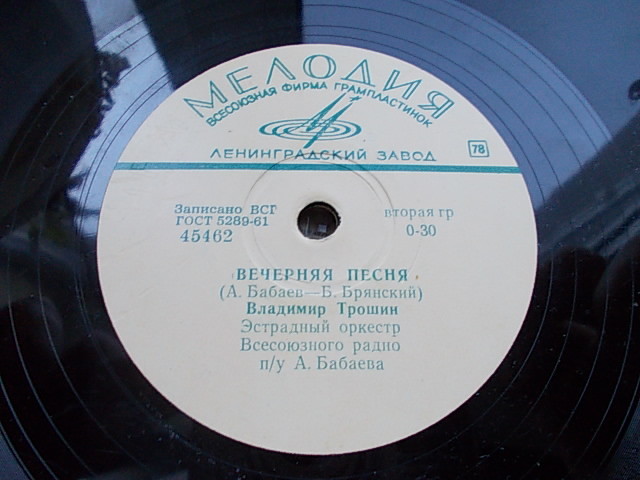 МЕЛОДИЯ
ВСЕСОЮЗНАЯ ФИРМА ГРАМПЛАСТИНОК
ЛЕНИНГРАДСКИЙ ЗАВОД
78
Записано ВСГ
ГОСТ 5289-61
45462
вторая гр
0-30
«ВЕЧЕРНЯЯ ПЕСНЯ»
(А. Бабаев—Б. Брянский)
Владимир Трошин
Эстрадный оркестр
Всесоюзного радио
п/у А. Бабаева